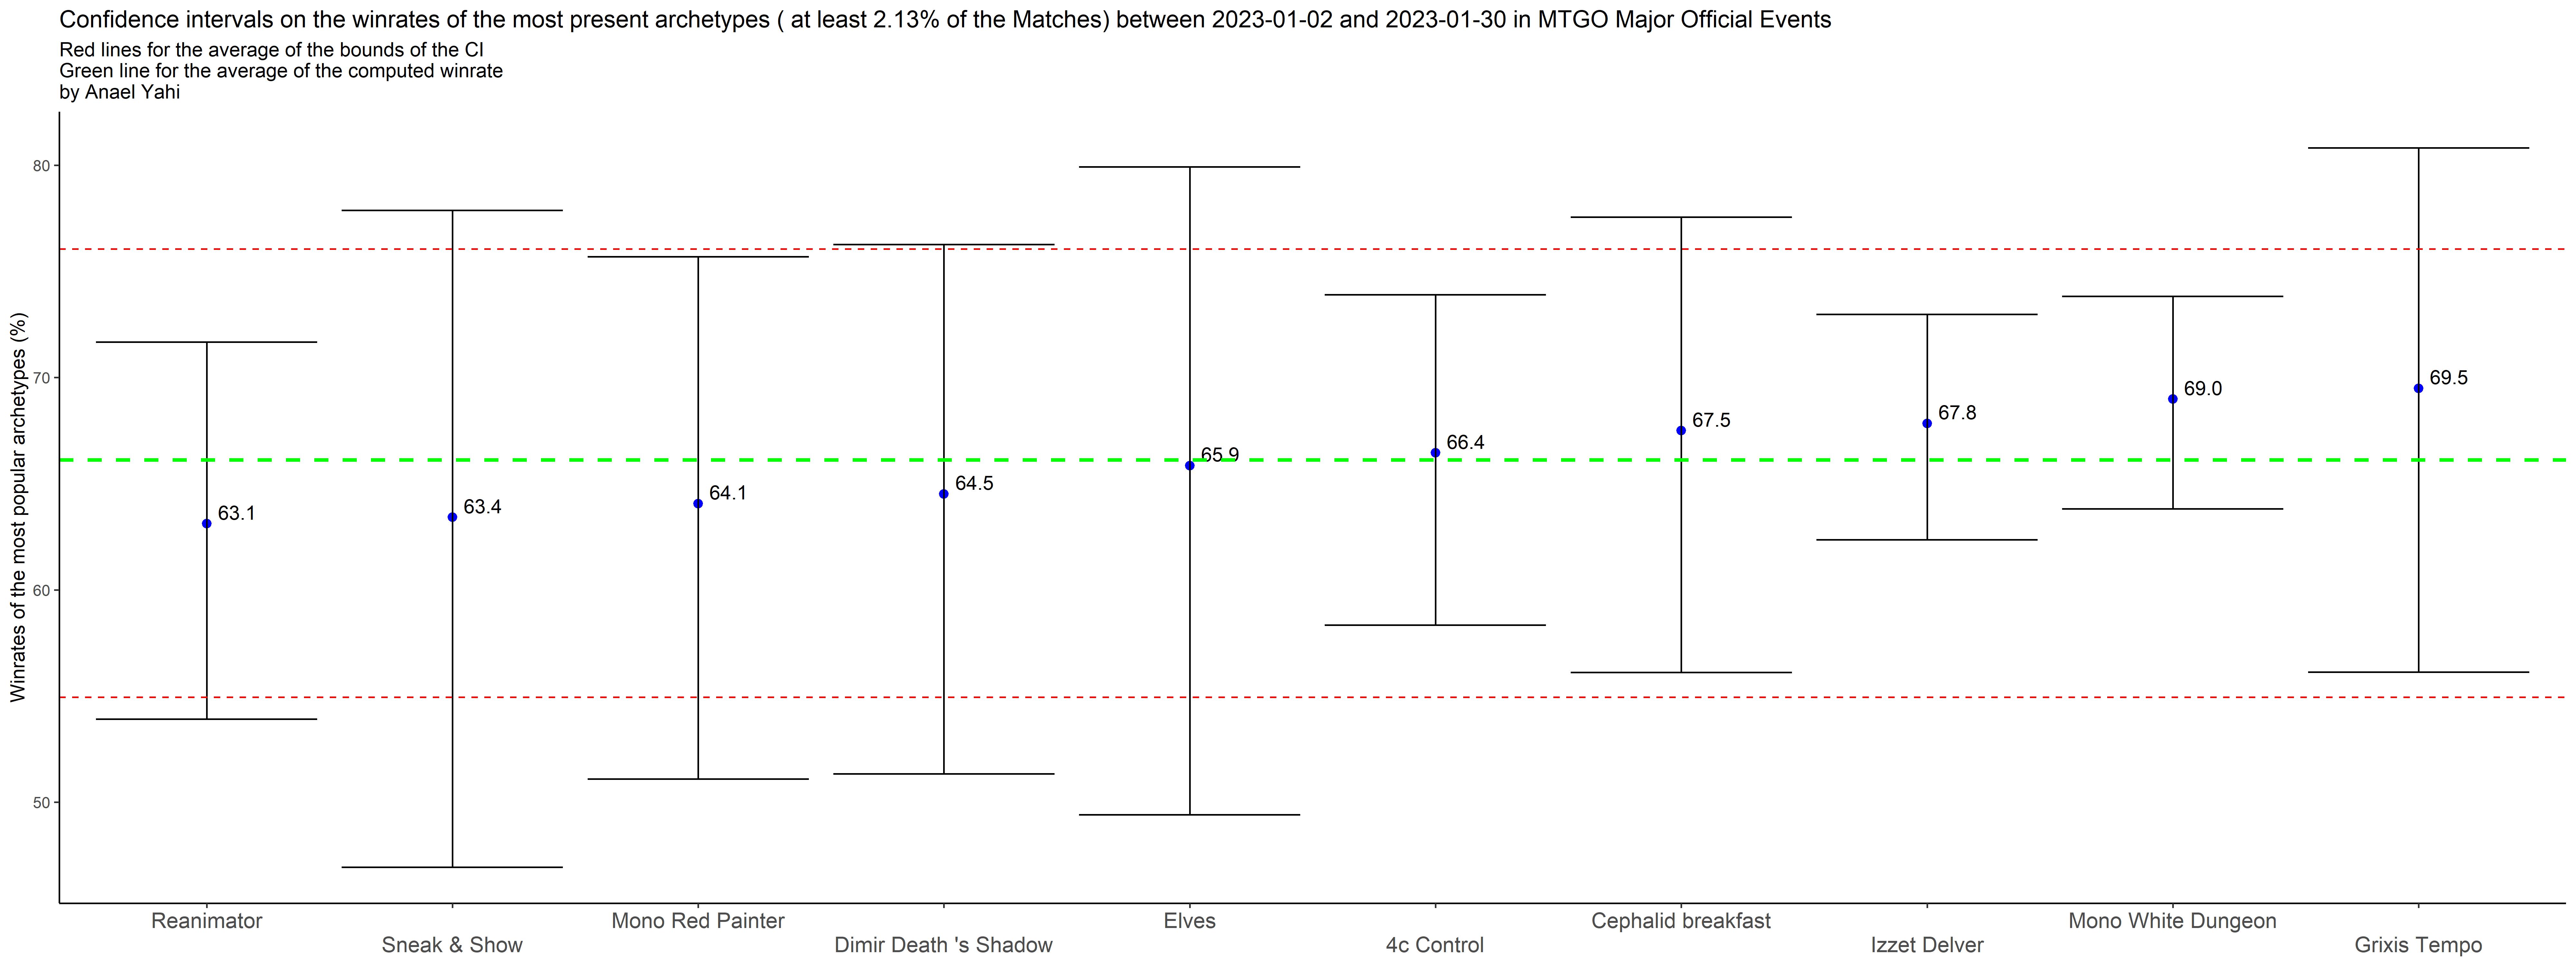 Confidence intervals on the winrates of the most present archetypes ( at least 2.13% of the Matches) between 2023-01-02 and 2023-01-30 in MTGO Major Official Events
Red lines for the average of the bounds of the CI
Green line for the average of the computed winrate
by Anael Yahi
Winrates of the most popular archetypes (%)
80
70
60
50
63.1
63.4
64.1
64.5
65.9
66.4
67.5
67.8
69.0
69.5
Reanimator
Sneak & Show
Mono Red Painter
Dimir Death 's Shadow
Elves
4c Control
Cephalid breakfast
Izzet Delver
Mono White Dungeon
Grixis Tempo